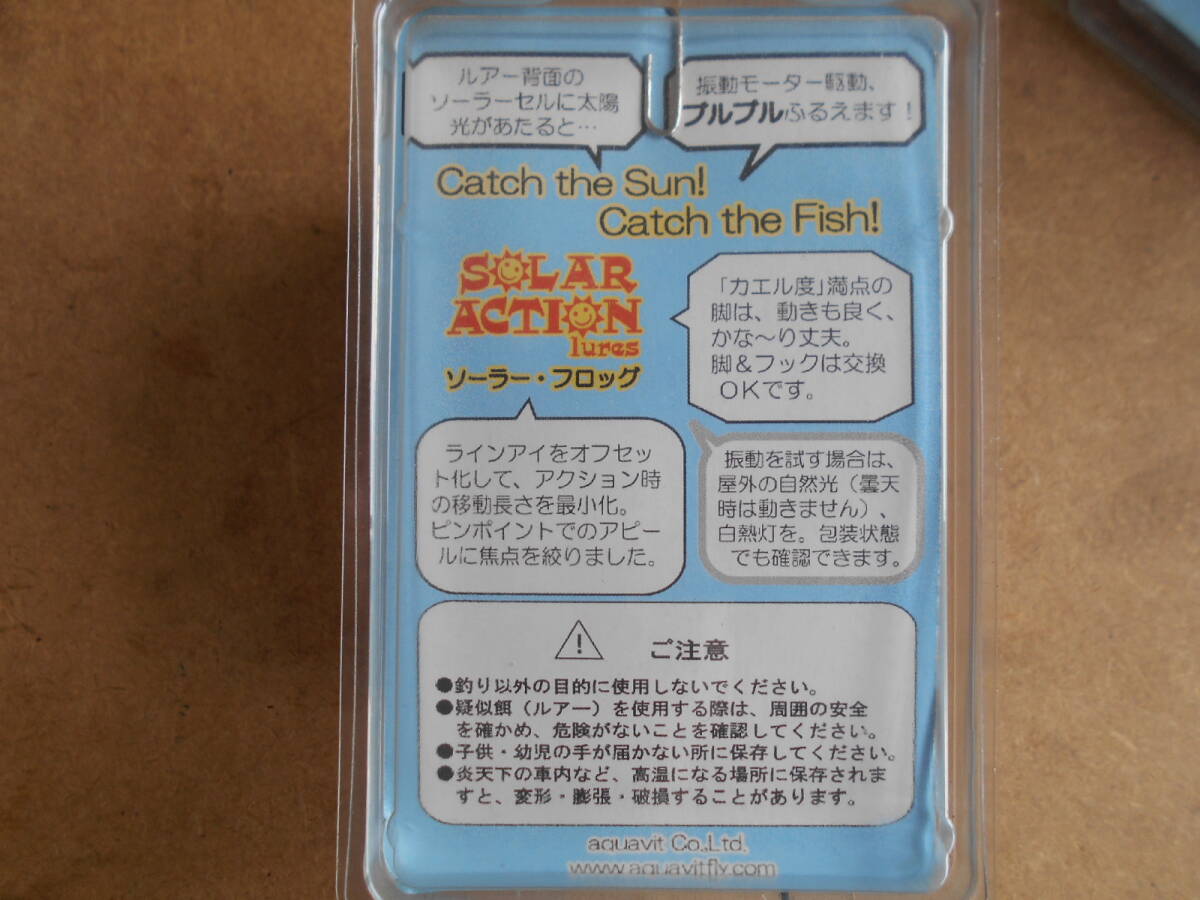 ルアー背面の
ソーラーセルに太陽
光があたると…
振動モーター駆動、
ブルブルふるえます！
Catch the Sun!
Catch the Fish!
SOLAR
ACTION
lures
ソーラー・フロッグ
「カエル度」満点の
脚は、動きも良く、
かな〜り丈夫。
脚＆フックは交換
ＯＫです。
ラインアイをオフセッ
ト化して、アクション時
の移動長さを最小化。
ピンポイントでのアピー
ルに焦点を絞りました。
振動を試す場合は、
屋外の自然光（曇天
時は動きません）、
白熱灯を。包装状態
でも確認できます。
ご注意
●釣り以外の目的に使用しないでください。
●疑似餌（ルアー）を使用する際は、周囲の安全
を確かめ、危険がないことを確認してください。
●子供・幼児の手が届かない所に保存してください。
●炎天下の車内など、高温になる場所に保存されま
すと、変形・膨張・破損することがあります。
aquavit Co.,Ltd.
www.aquavitfly.com